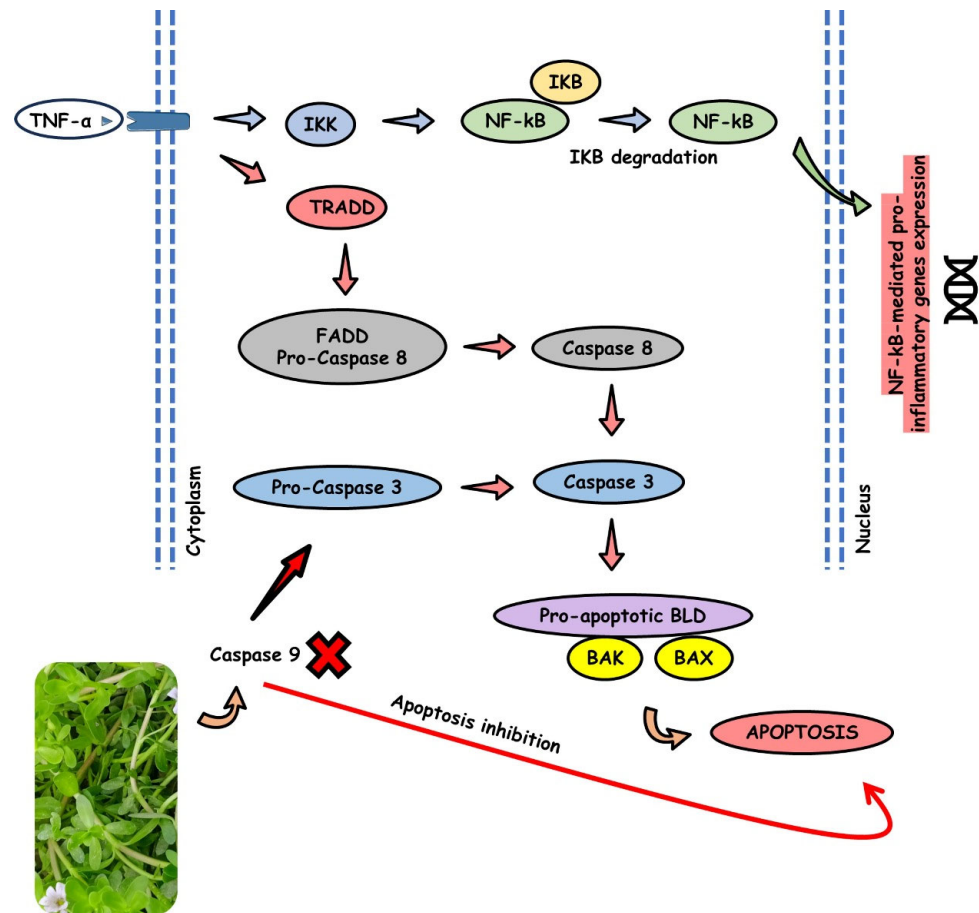 TNF-α
IKK
IKB
NF-kB
NF-kB
IKB degradation
TRADD
FADD
Pro-Caspase 8
Caspase 8
Pro-Caspase 3
Caspase 3
Cytoplasm
Nucleus
NF-kB-mediated pro-
inflammatory genes expression
Pro-apoptotic BLD
BAK
BAX
Caspase 9
Apoptosis inhibition
APOPTOSIS